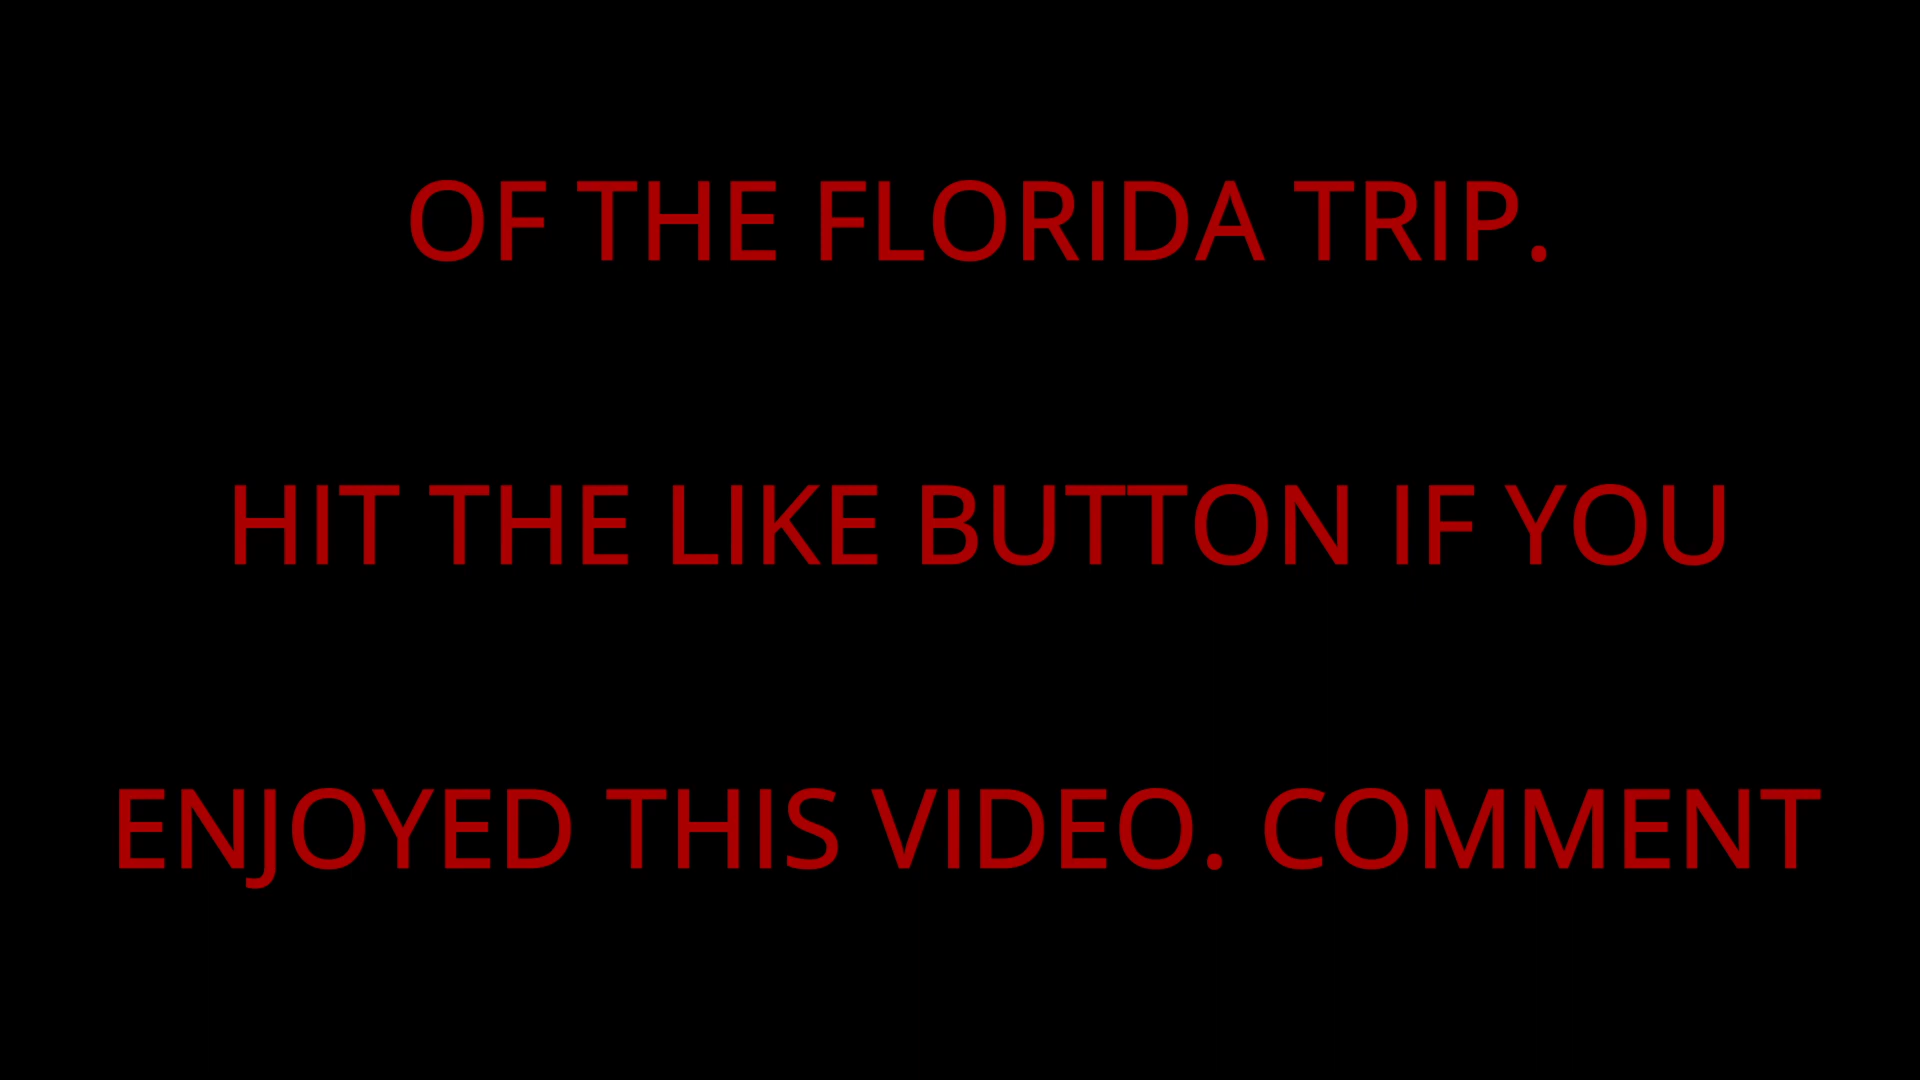 OF THE FLORIDA TRIP.
HIT THE LIKE BUTTON IF YOU
ENJOYED THIS VIDEO. COMMENT